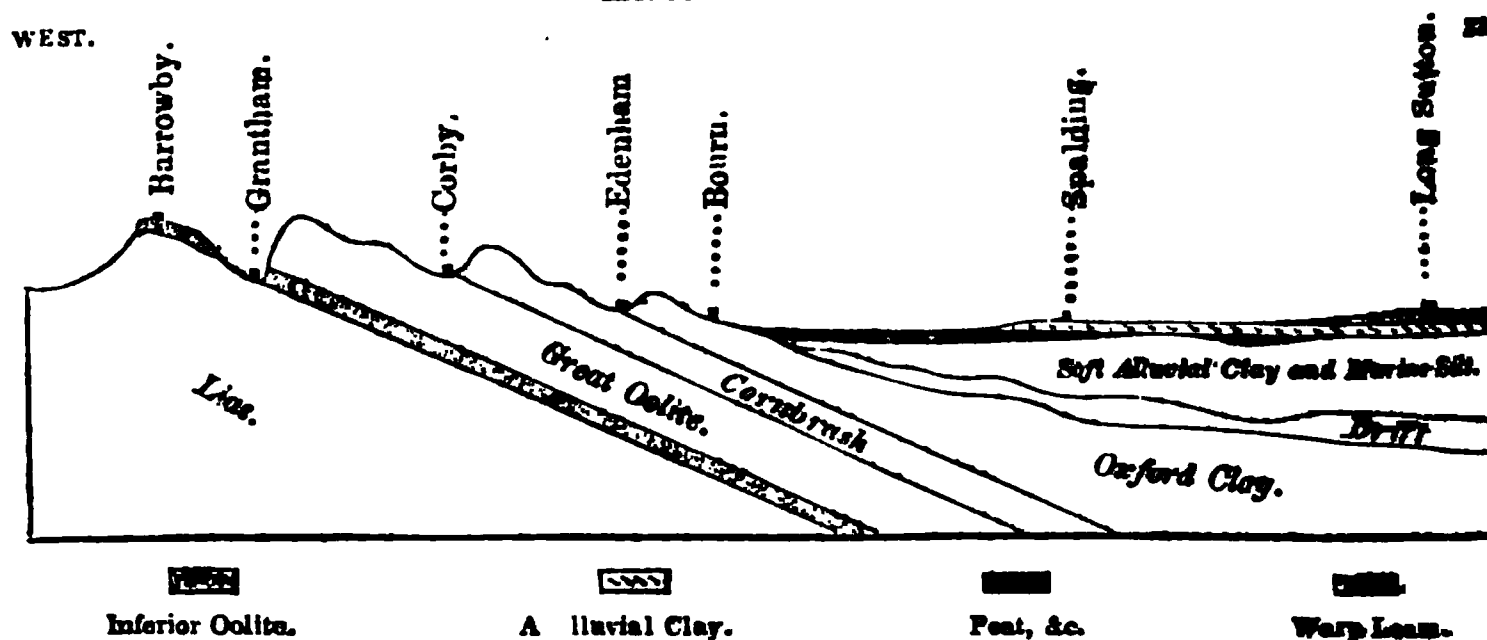 WEST.
Barrowby.
Grantham.
Corby.
Edenham
Bourn.
Spalding.
Long Sutton.
Lias.
Great Oolite.
Cornbrash
Soft Alluvial Clay and Marine Silt.
Drift
Oxford Clay.
Inferior Oolite.
A lluvial Clay.
Peat, &c.
Warp Loam.